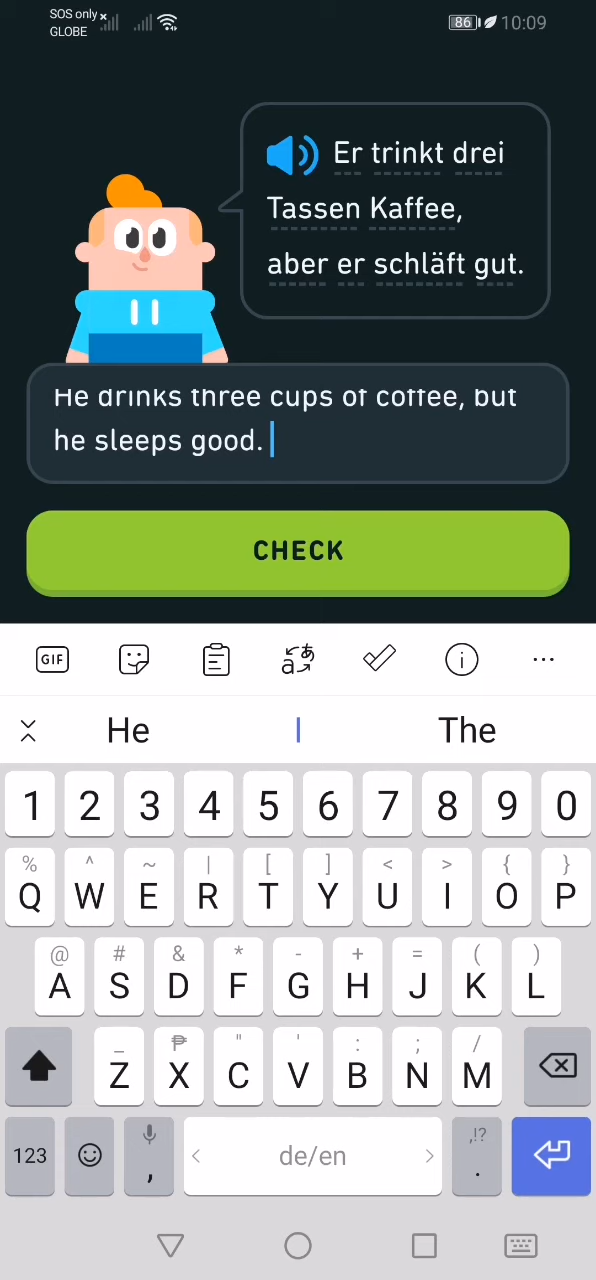 SOS only
GLOBE
86
10:09
Er trinkt drei
Tassen Kaffee,
aber er schläft gut.
He drinks three cups of coffee, but
he sleeps good.
CHECK
GIF
He
I
The
1 2 3 4 5 6 7 8 9 0
% ^ ~ | [ ] < > { }
Q W E R T Y U I O P
@ # & * - + = ( )
A S D F G H J K L
_ ₱ " ' : ; /
Z X C V B N M
,!?
123 , < de/en > .